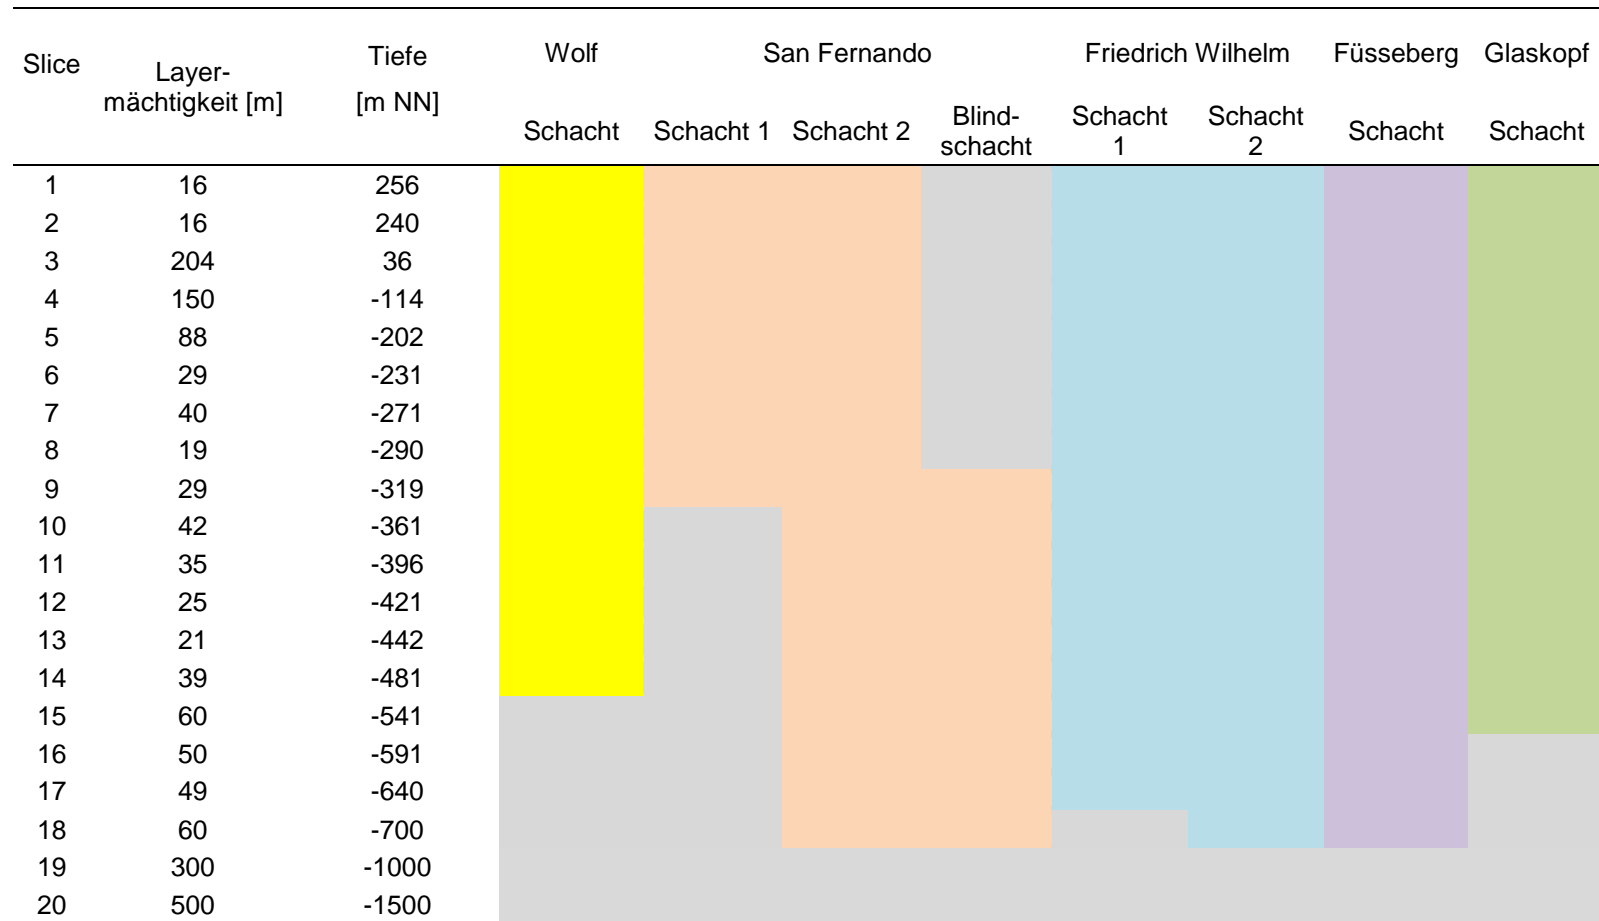 Slice Layer- mächtigkeit [m] Tiefe [m NN] Wolf San Fernando Friedrich Wilhelm Füsseberg Glaskopf
Schacht Schacht 1 Schacht 2 Blind- schacht Schacht 1 Schacht 2 Schacht Schacht
1 16 256
2 16 240
3 204 36
4 150 -114
5 88 -202
6 29 -231
7 40 -271
8 19 -290
9 29 -319
10 42 -361
11 35 -396
12 25 -421
13 21 -442
14 39 -481
15 60 -541
16 50 -591
17 49 -640
18 60 -700
19 300 -1000
20 500 -1500